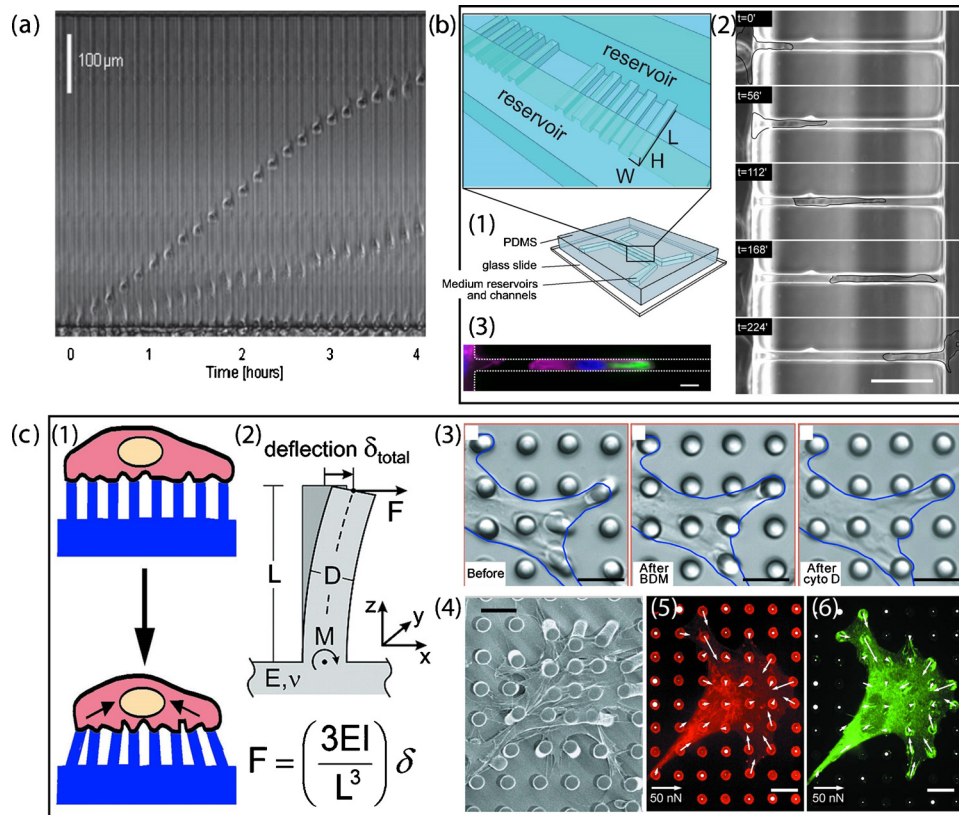 (a)
100µm
0 1 2 3 4
Time [hours]
(b)
reservoir
reservoir
L
H
W
(1)
PDMS
glass slide
Medium reservoirs
and channels
(3)
(2)
t=0'
t=56'
t=112'
t=168'
t=224'
(c)
(1)
(2)
deflection δtotal
F
L
D
M
z
y
x
E,ν
F = (3EI/L³) δ
(3)
Before
After
BDM
After
cyto D
(4)
(5)
50 nN
(6)
50 nN